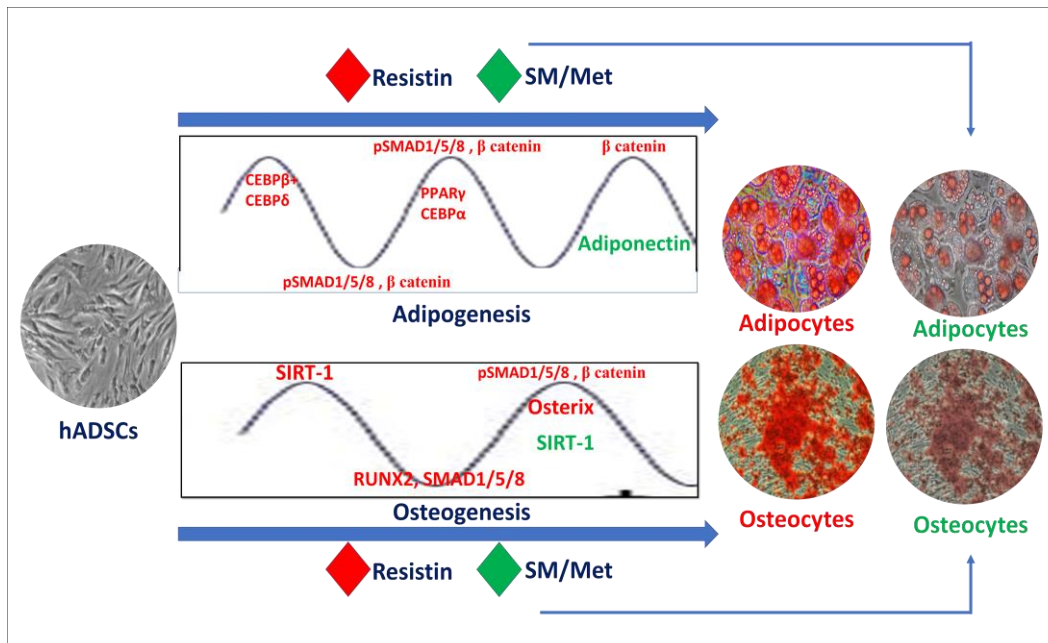 Resistin
SM/Met
pSMAD1/5/8 , β catenin
β catenin
CEBPβ+
CEBPδ
PPARγ
CEBPα
Adiponectin
pSMAD1/5/8 , β catenin
Adipogenesis
hADSCs
Adipocytes
Adipocytes
SIRT-1
pSMAD1/5/8 , β catenin
Osterix
SIRT-1
RUNX2, SMAD1/5/8
Osteogenesis
Osteocytes
Osteocytes
Resistin
SM/Met